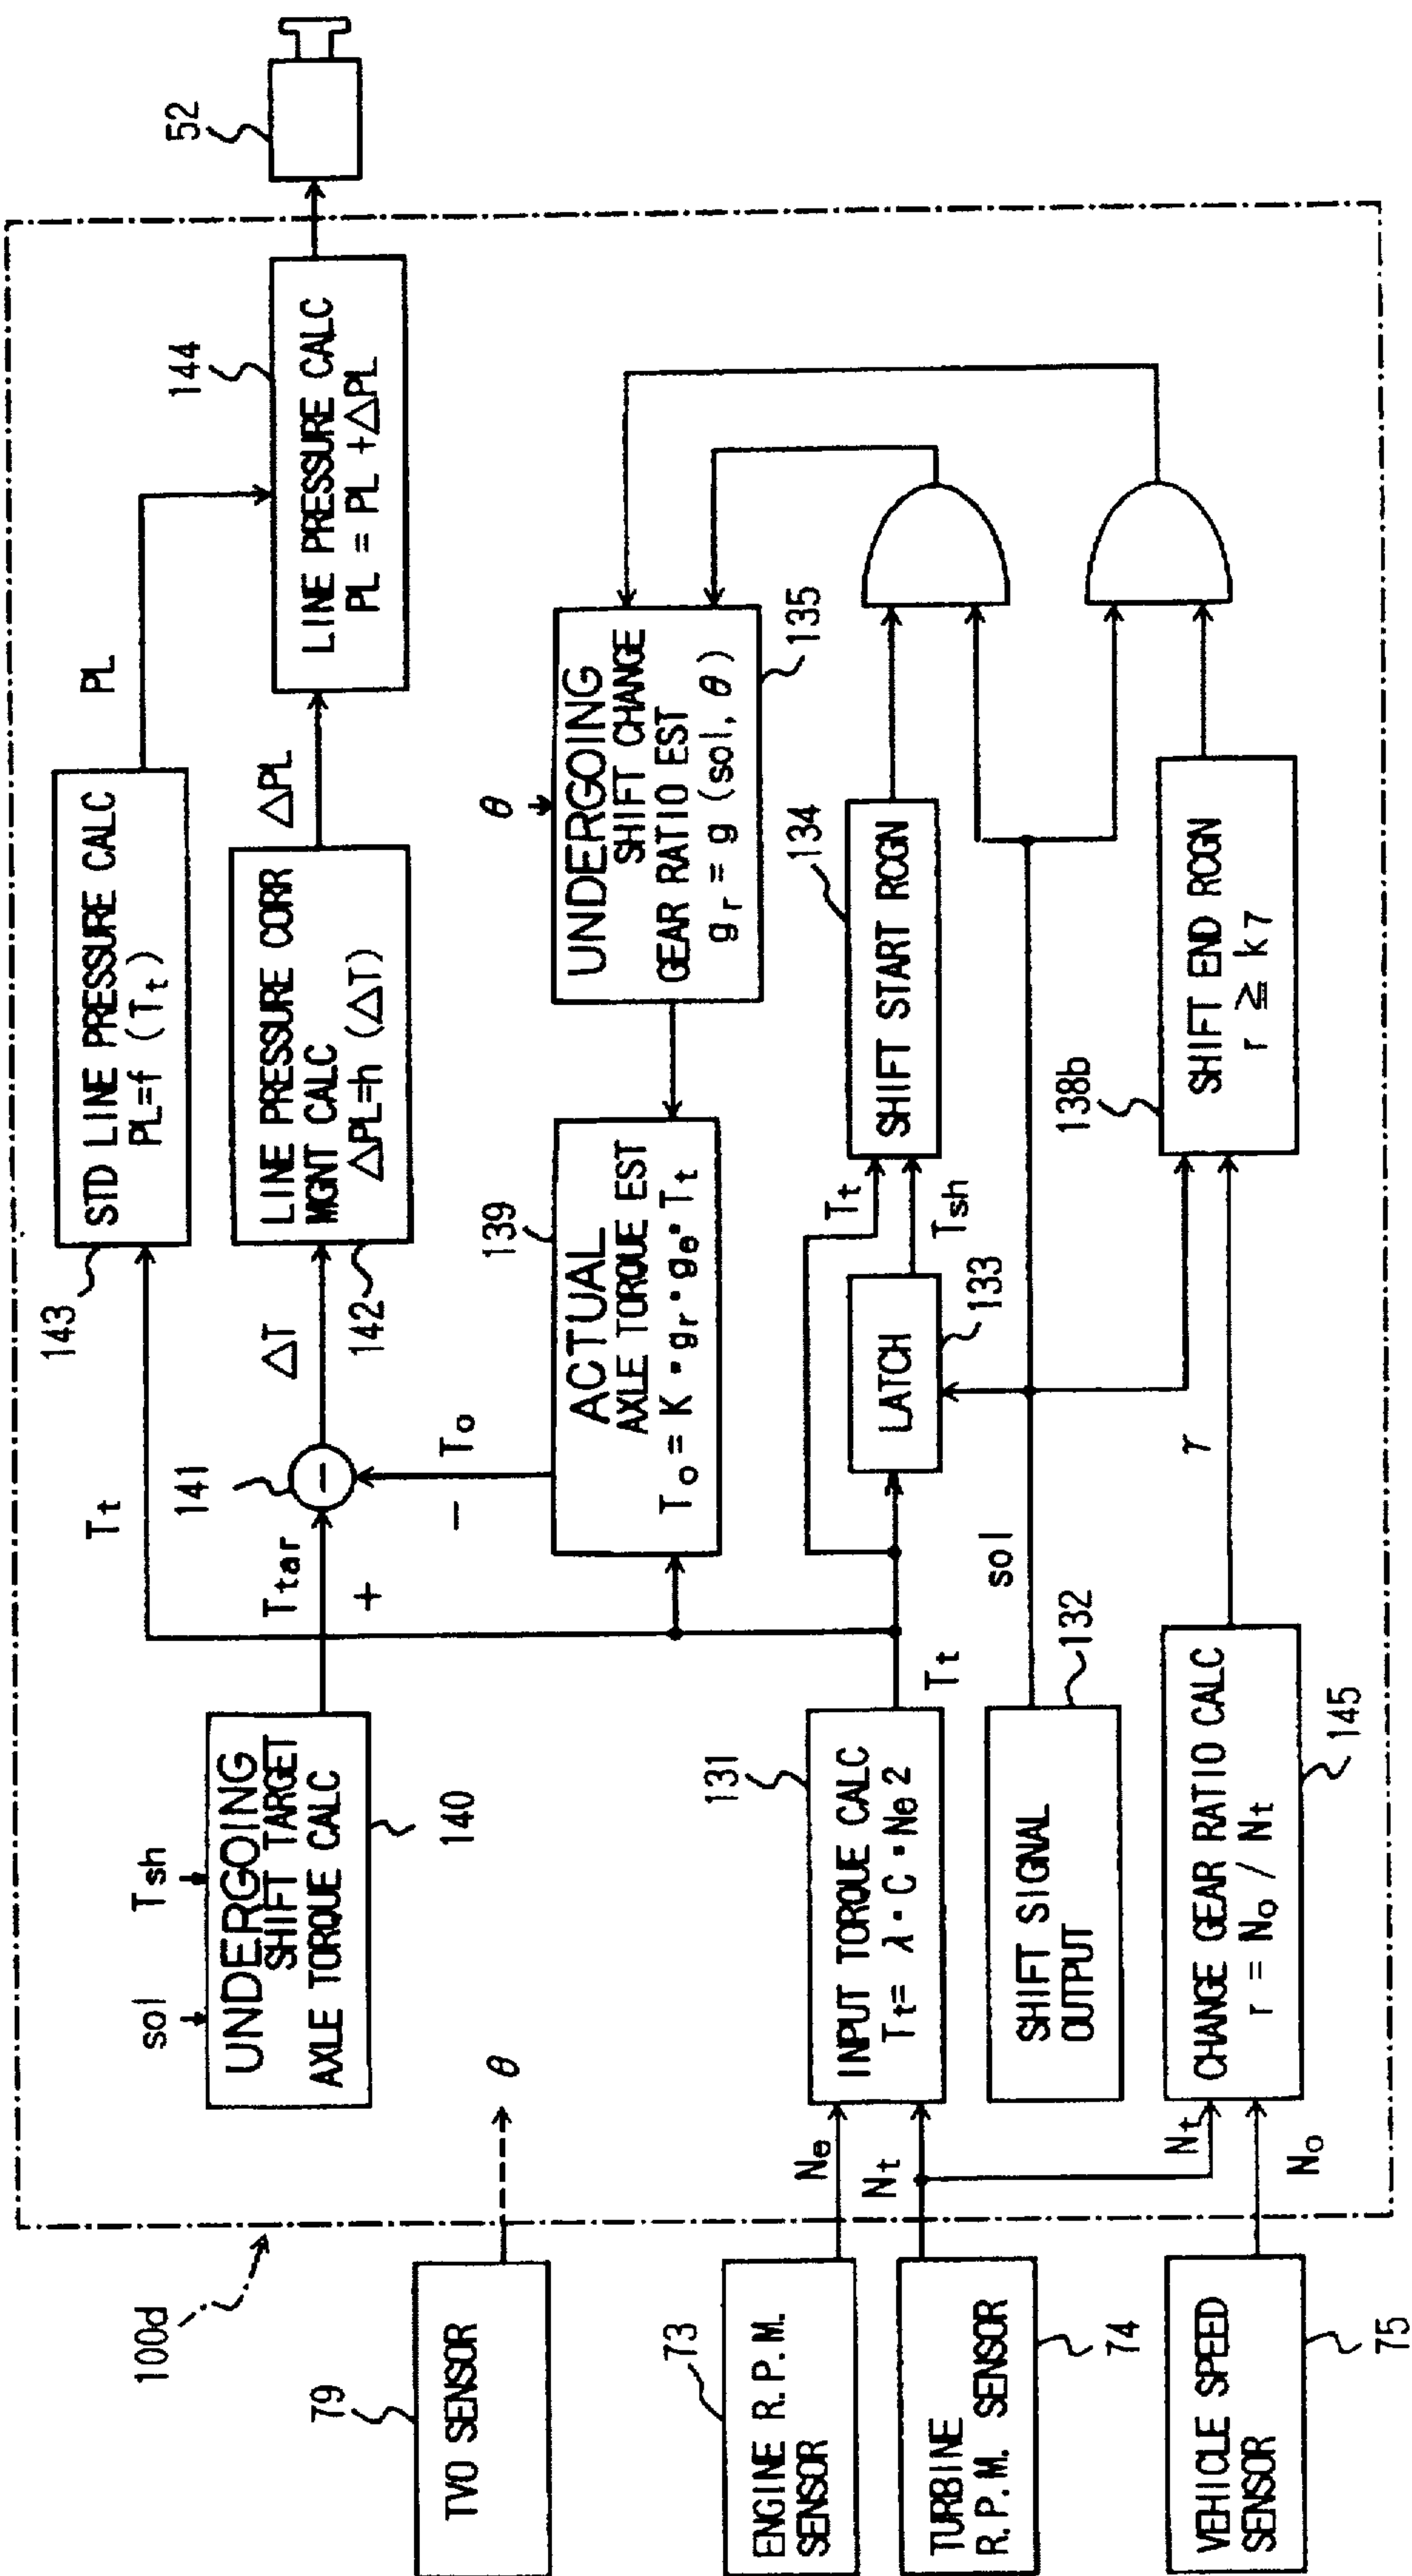 100d
79
TVO SENSOR
θ
73
ENGINE R.P.M.
SENSOR
TURBINE
R.P.M. SENSOR
74
VEHICLE SPEED
SENSOR
75
Ne
Nt
Nt
No
sol
Tsh
UNDERGOING
SHIFT TARGET
AXLE TORQUE CALC
140
131
INPUT TORQUE CALC
Tt= λ・C・Ne2
SHIFT SIGNAL
OUTPUT
132
CHANGE GEAR RATIO CALC
r = No / Nt
145
Tt
Ttar
+
Tt
141
−
− To
ΔT
sol
γ
143
STD LINE PRESSURE CALC
PL=f (Tt)
LINE PRESSURE CORR
MGNT CALC
ΔPL=h (ΔT)
142
139
ACTUAL
AXLE TORQUE EST
To = K・gr・ge・Tt
LATCH
133
Tt
Tsh
134
SHIFT START RCGN
138b
SHIFT END RCGN
r ≧ k7
θ
UNDERGOING
SHIFT CHANGE
GEAR RATIO EST
gr = g (sol, θ)
135
PL
ΔPL
144
LINE PRESSURE CALC
PL = PL +ΔPL
52